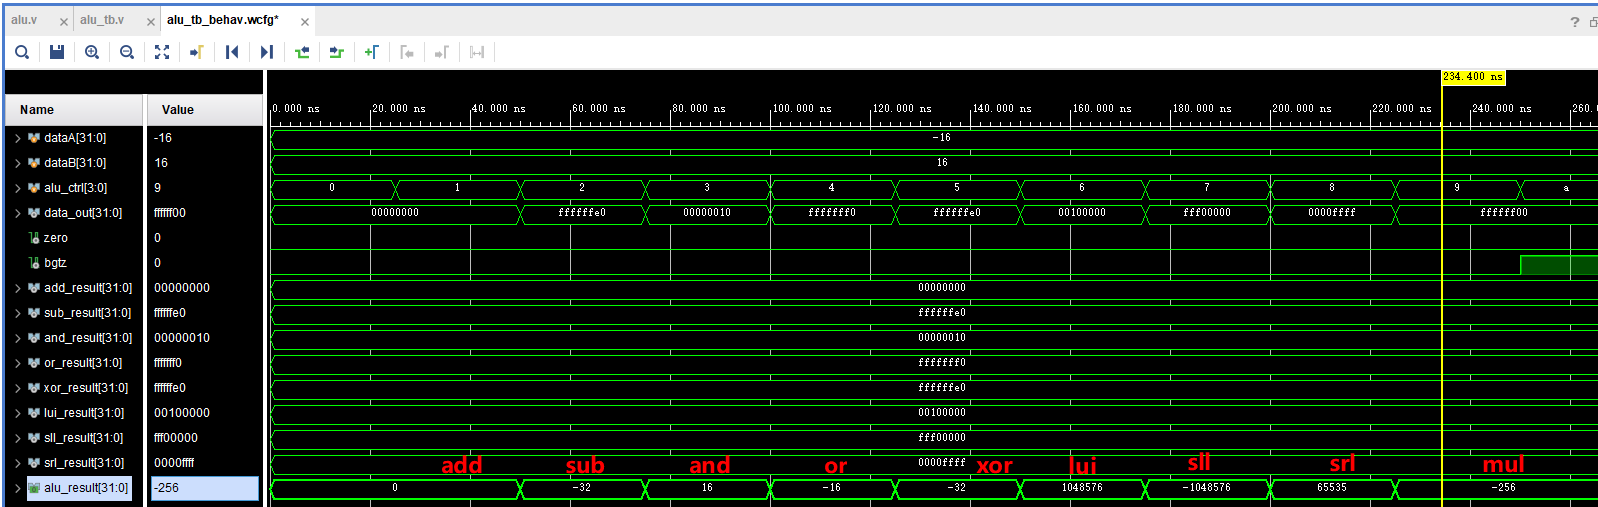 alu.v × alu_tb.v × alu_tb_behav.wcfg* × ?
234.400 ns
Name Value 0.000 ns 20.000 ns 40.000 ns 60.000 ns 80.000 ns 100.000 ns 120.000 ns 140.000 ns 160.000 ns 180.000 ns 200.000 ns 220.000 ns 240.000 ns 260.
dataA[31:0] -16 -16
dataB[31:0] 16 16
alu_ctrl[3:0] 9 0 1 2 3 4 5 6 7 8 9 a
data_out[31:0] ffffff00 00000000 ffffffe0 00000010 fffffff0 ffffffe0 00100000 fff00000 0000ffff ffffff00
zero 0
bgtz 0
add_result[31:0] 00000000 00000000
sub_result[31:0] ffffffe0 ffffffe0
and_result[31:0] 00000010 00000010
or_result[31:0] fffffff0 fffffff0
xor_result[31:0] ffffffe0 ffffffe0
lui_result[31:0] 00100000 00100000
sll_result[31:0] fff00000 fff00000
srl_result[31:0] 0000ffff add sub and or 0000ffff xor lui sll srl mul
alu_result[31:0] -256 0 -32 16 -16 -32 1048576 -1048576 65535 -256